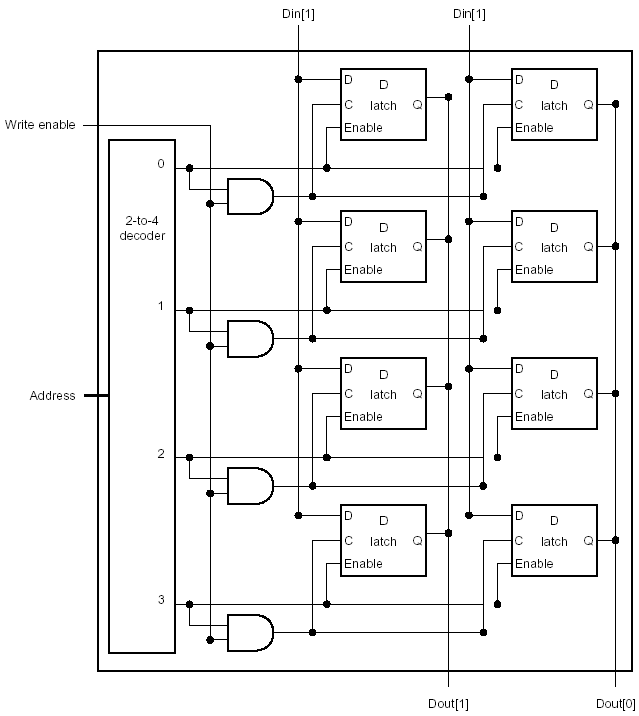 Din[1] Din[1]
D D D D
C latch Q C latch Q
Enable Enable
Write enable
0
2-to-4
decoder
D D D D
C latch Q C latch Q
Enable Enable
1
D D D D
C latch Q C latch Q
Address
Enable Enable
2
D D D D
C latch Q C latch Q
Enable Enable
3
Dout[1] Dout[0]